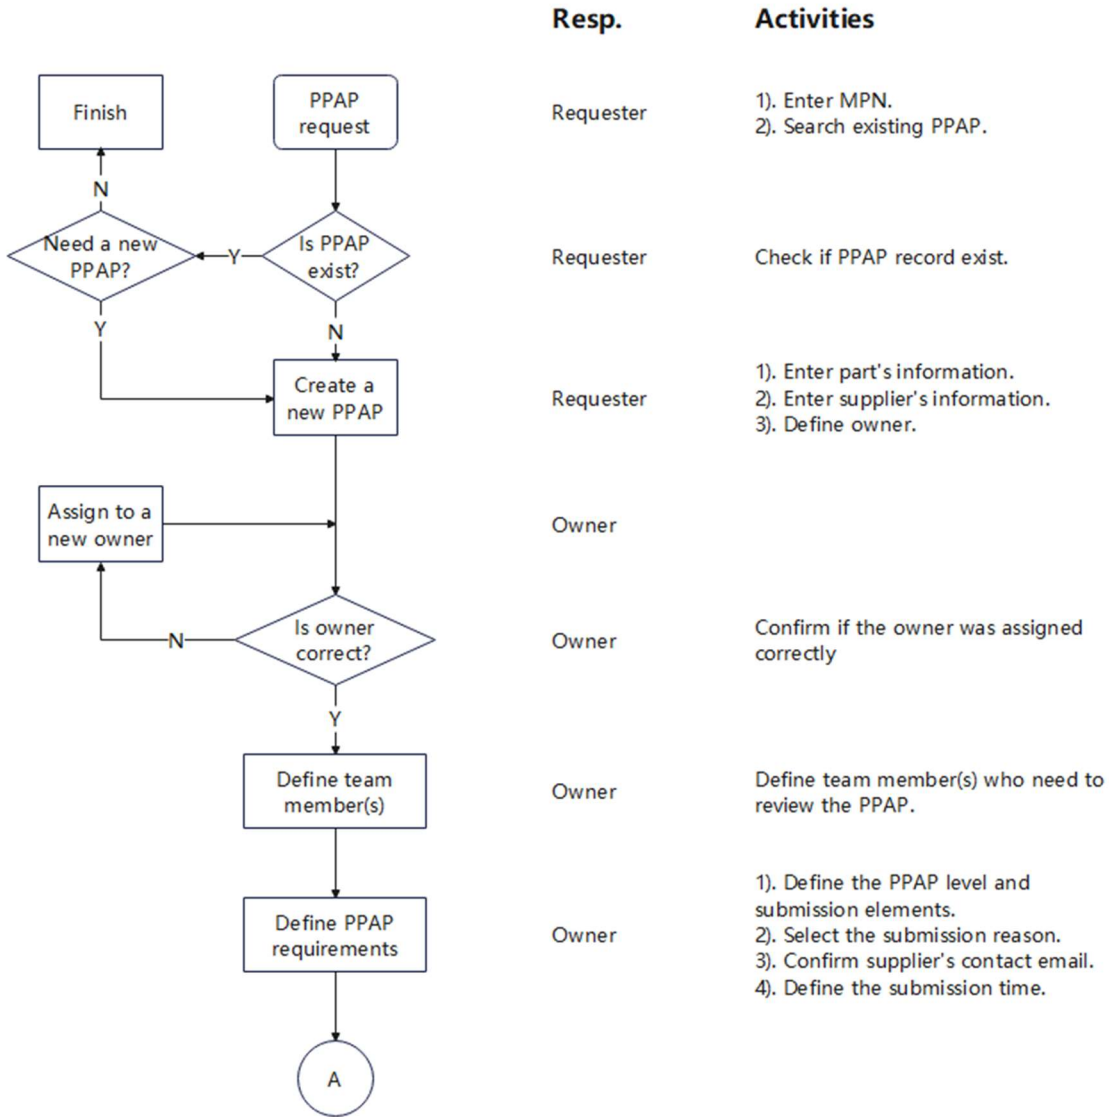 Resp.
Activities
Finish
PPAP
request
Requester
1). Enter MPN.
2). Search existing PPAP.
N
Need a new
PPAP?
Y
Is PPAP
exist?
Requester
Check if PPAP record exist.
Y
N
Create a
new PPAP
Requester
1). Enter part's information.
2). Enter supplier's information.
3). Define owner.
Assign to a
new owner
Owner
N
Is owner
correct?
Owner
Confirm if the owner was assigned
correctly
Y
Define team
member(s)
Owner
Define team member(s) who need to
review the PPAP.
Define PPAP
requirements
Owner
1). Define the PPAP level and
submission elements.
2). Select the submission reason.
3). Confirm supplier's contact email.
4). Define the submission time.
A